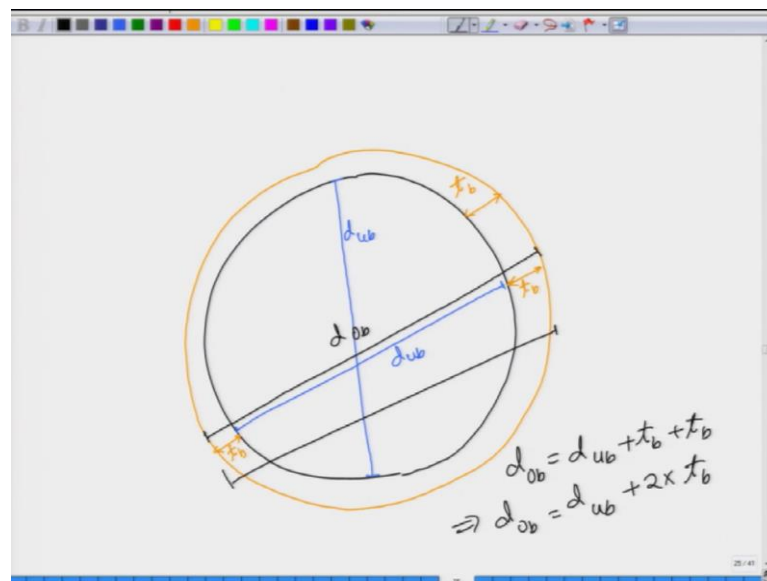 B I
t_b
d_ub
t_b
d_ob
d_ub
t_b
d_ob = d_ub + t_b + t_b
⇒ d_ob = d_ub + 2 × t_b
25 / 41